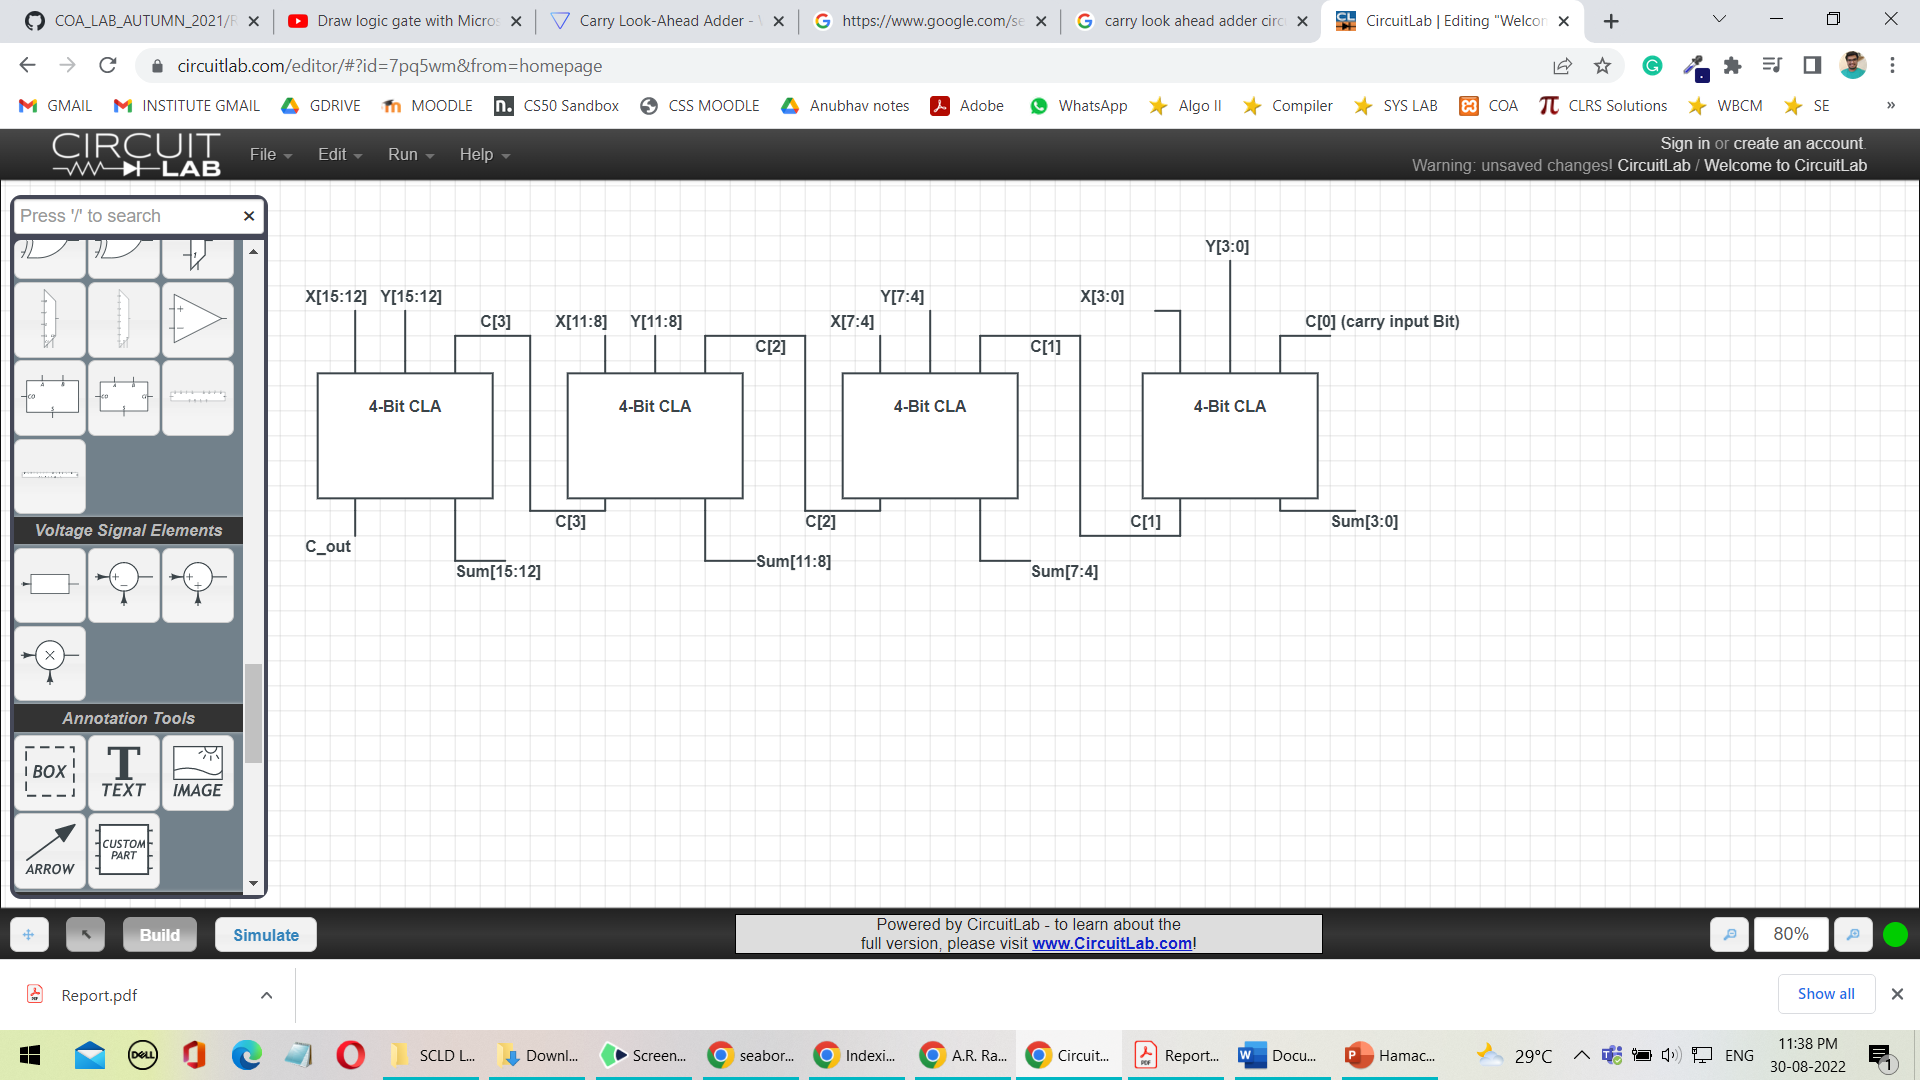 COA_LAB_AUTUMN_2021/R
Draw logic gate with Micros
Carry Look-Ahead Adder -
https://www.google.com/se
carry look ahead adder circ
CircuitLab | Editing "Welcom
circuitlab.com/editor/#?id=7pq5wm&from=homepage
GMAIL
INSTITUTE GMAIL
GDRIVE
MOODLE
CS50 Sandbox
CSS MOODLE
Anubhav notes
Adobe
WhatsApp
Algo II
Compiler
SYS LAB
COA
CLRS Solutions
WBCM
SE
»
CIRCUIT
LAB
File
Edit
Run
Help
Sign in or create an account.
Warning: unsaved changes! CircuitLab / Welcome to CircuitLab
Press '/' to search
Y[3:0]
X[15:12] Y[15:12]
Y[7:4]
X[3:0]
C[3]
X[11:8]
Y[11:8]
X[7:4]
C[0] (carry input Bit)
C[2]
C[1]
4-Bit CLA
4-Bit CLA
4-Bit CLA
4-Bit CLA
C[3]
C[2]
C[1]
Sum[3:0]
C_out
Sum[15:12]
Sum[11:8]
Sum[7:4]
Voltage Signal Elements
Annotation Tools
BOX
T
TEXT
IMAGE
ARROW
CUSTOM
PART
Build
Simulate
Powered by CircuitLab - to learn about the
full version, please visit www.CircuitLab.com!
80%
Report.pdf
Show all
DELL
SCLD L...
Downl...
Screen...
seabor...
Indexi...
A.R. Ra...
Circuit...
Report...
Docu...
Hamac...
29°C
ENG
11:38 PM
30-08-2022
1